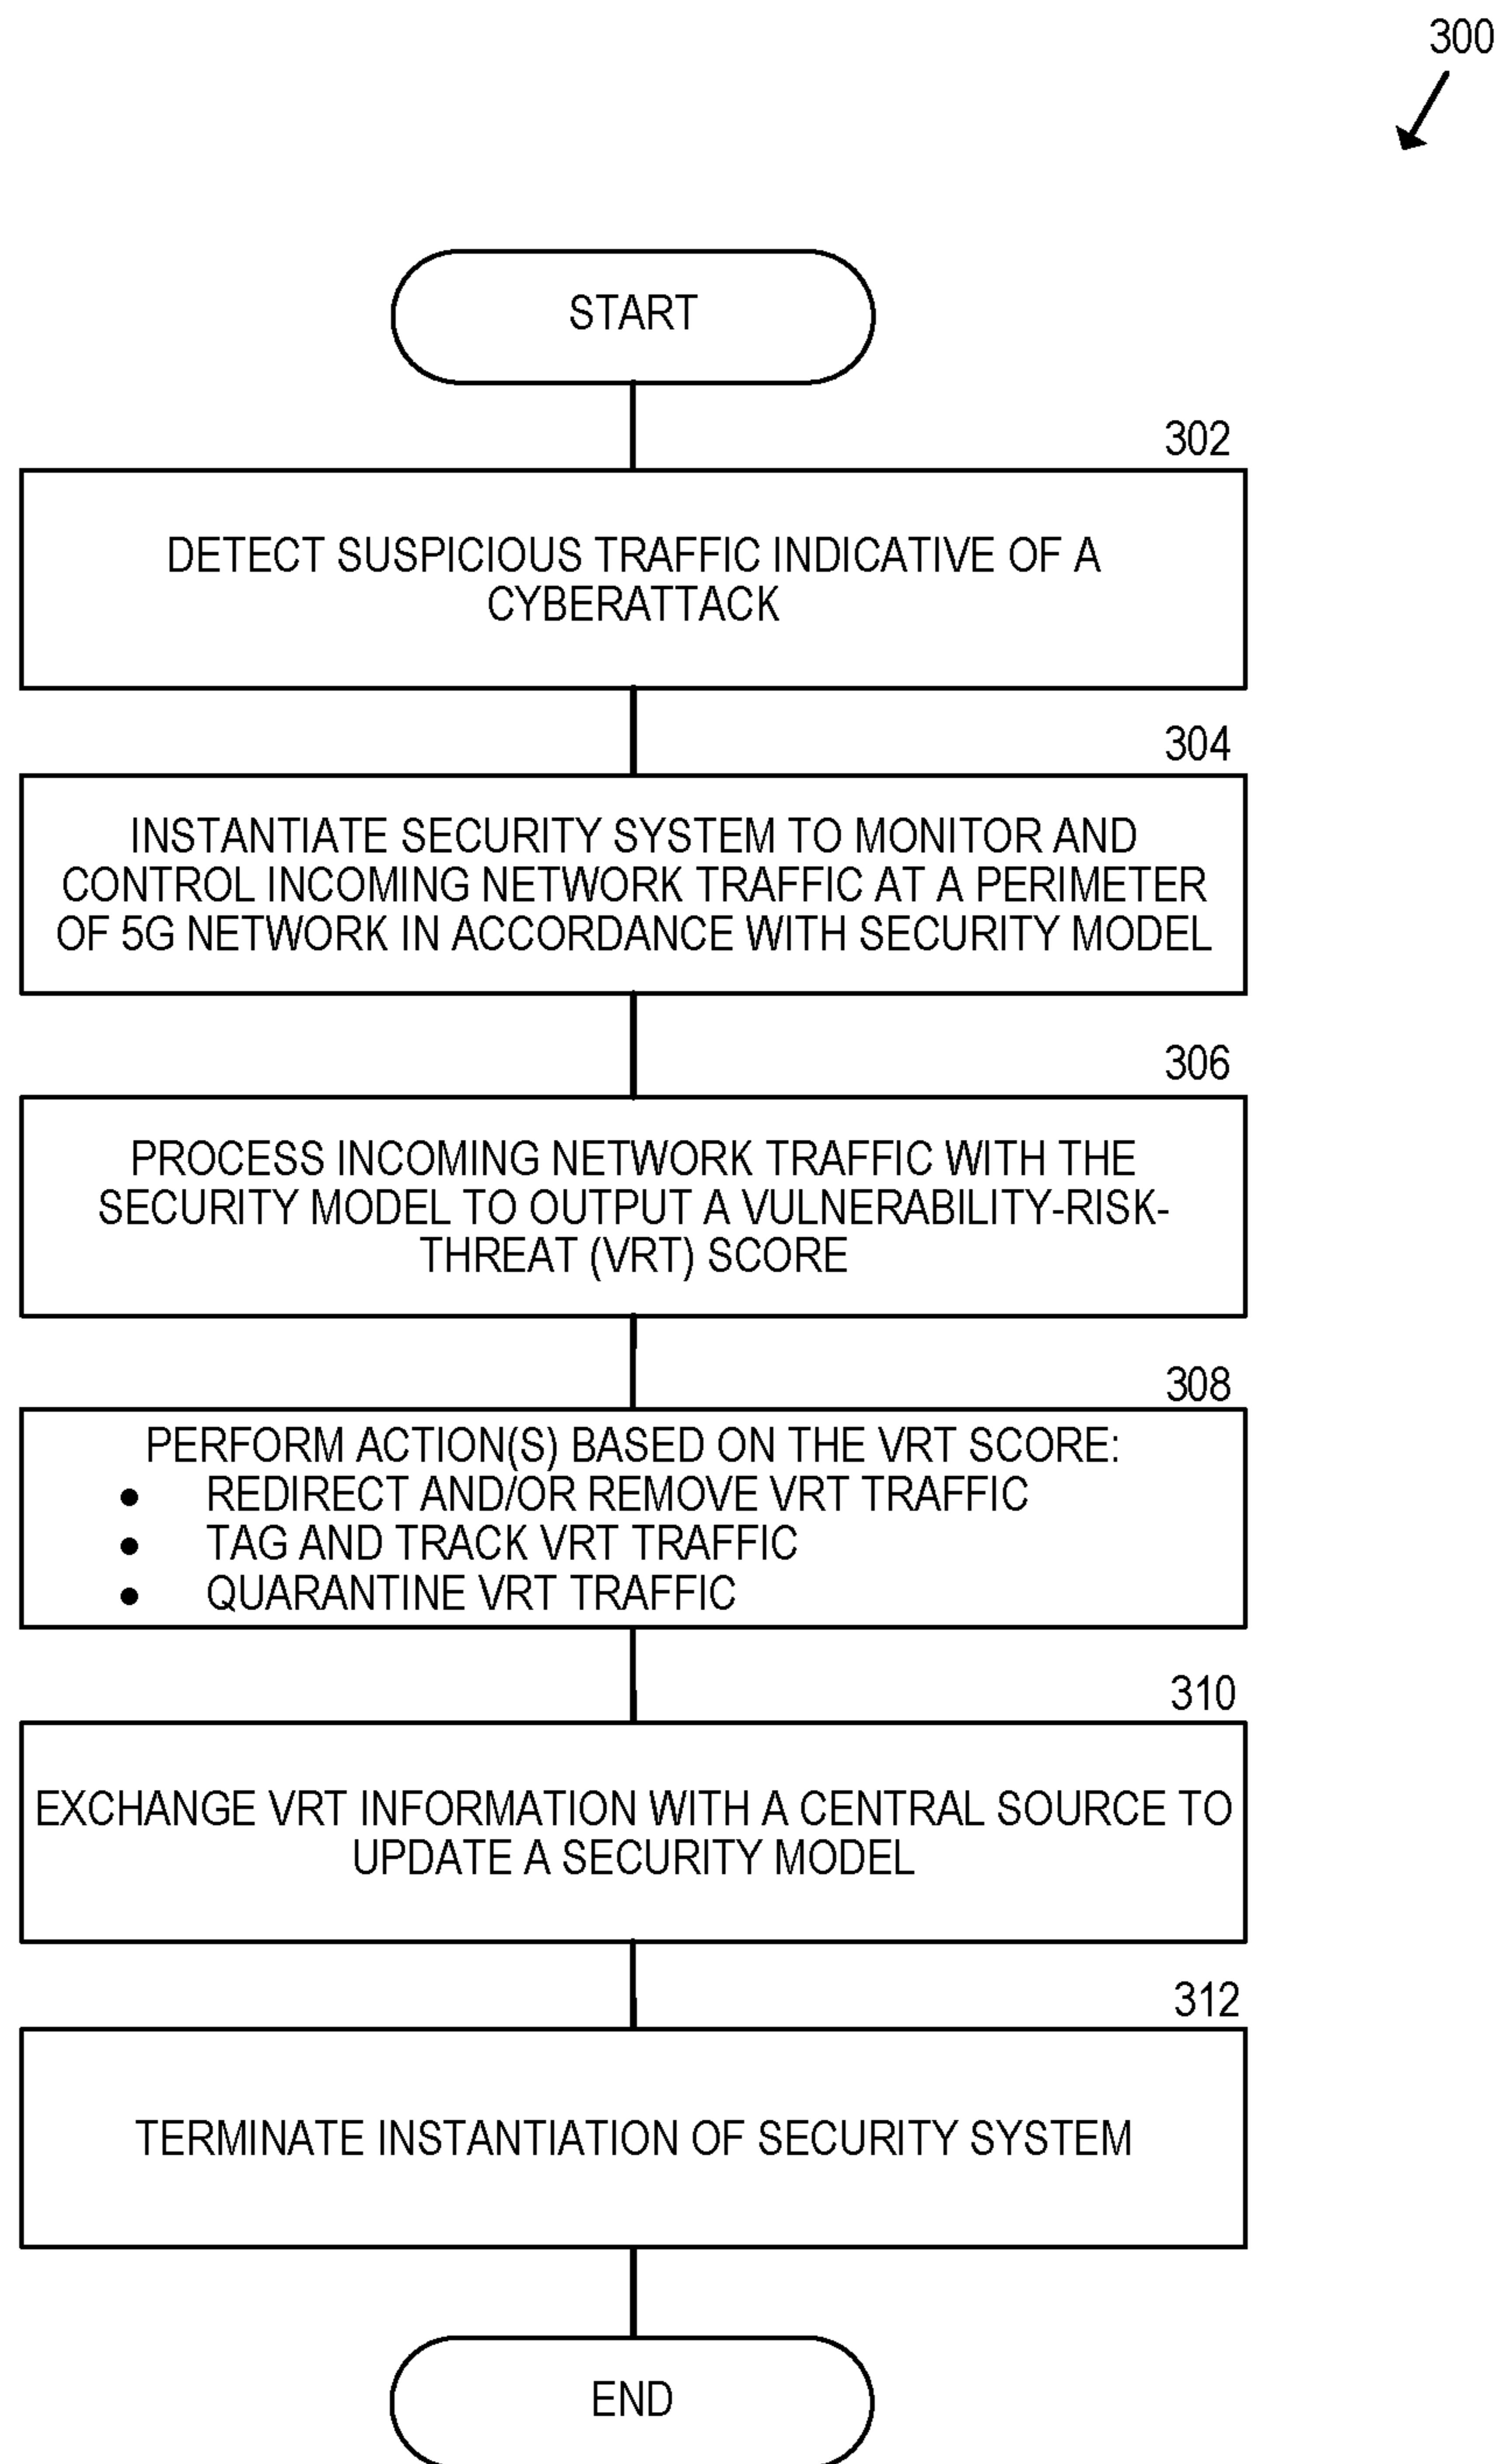 300
START
302
DETECT SUSPICIOUS TRAFFIC INDICATIVE OF A
CYBERATTACK
304
INSTANTIATE SECURITY SYSTEM TO MONITOR AND
CONTROL INCOMING NETWORK TRAFFIC AT A PERIMETER
OF 5G NETWORK IN ACCORDANCE WITH SECURITY MODEL
306
PROCESS INCOMING NETWORK TRAFFIC WITH THE
SECURITY MODEL TO OUTPUT A VULNERABILITY-RISK-
THREAT (VRT) SCORE
308
PERFORM ACTION(S) BASED ON THE VRT SCORE:
• REDIRECT AND/OR REMOVE VRT TRAFFIC
• TAG AND TRACK VRT TRAFFIC
• QUARANTINE VRT TRAFFIC
310
EXCHANGE VRT INFORMATION WITH A CENTRAL SOURCE TO
UPDATE A SECURITY MODEL
312
TERMINATE INSTANTIATION OF SECURITY SYSTEM
END